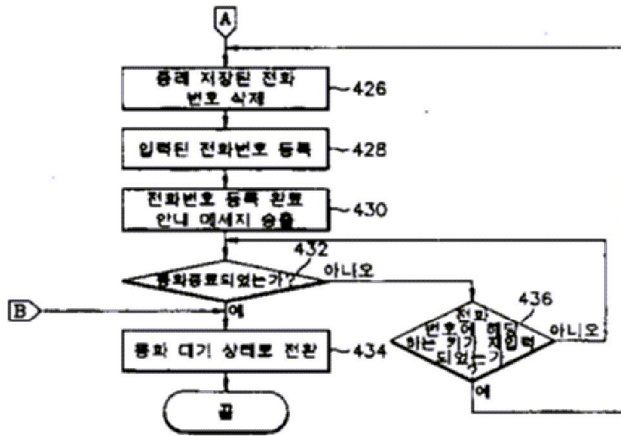 A
종래 저장된 전화
번호 삭제
426
입력된 전화번호 등록
428
전화번호 등록 완료
안내 메세지 송출
430
432
통화종료되었는가?
아니오
B
예
통화 대기 상태로 전환
434
436
전화
번호에 해당
하는 키가 재입력
되었는가
?
아니오
예
끝